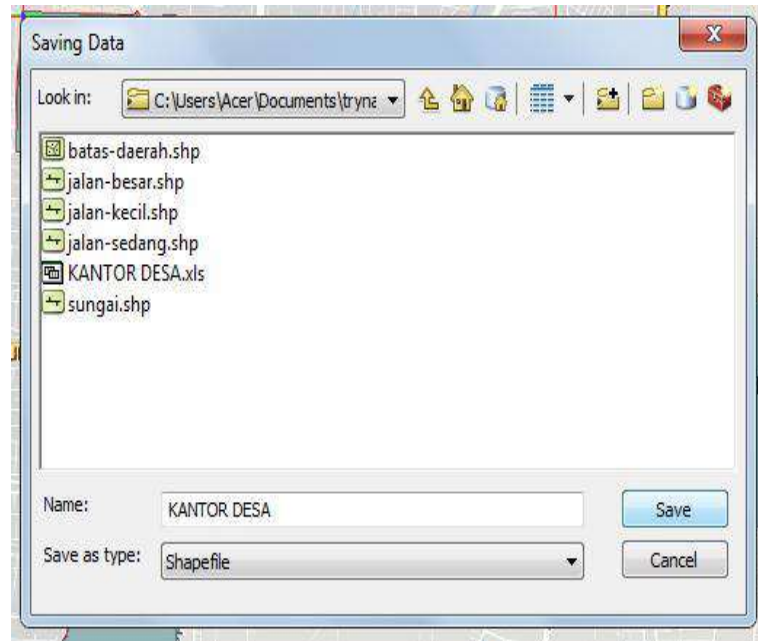 Saving Data
Look in:
C:\Users\Acer\Documents\tryna
batas-daerah.shp
jalan-besar.shp
jalan-kecil.shp
jalan-sedang.shp
KANTOR DESA.xls
sungai.shp
Name:
KANTOR DESA
Save
Save as type:
Shapefile
Cancel